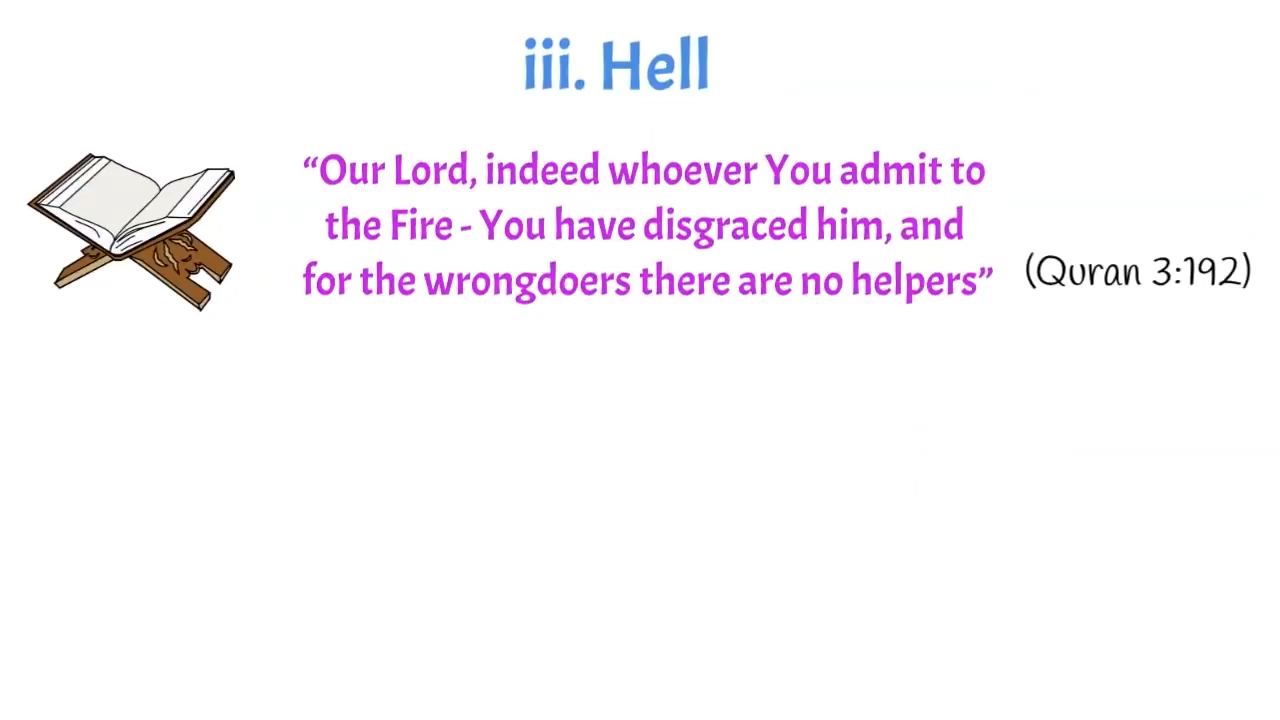 iii. Hell
“Our Lord, indeed whoever You admit to
the Fire - You have disgraced him, and
for the wrongdoers there are no helpers”
(Quran 3:192)